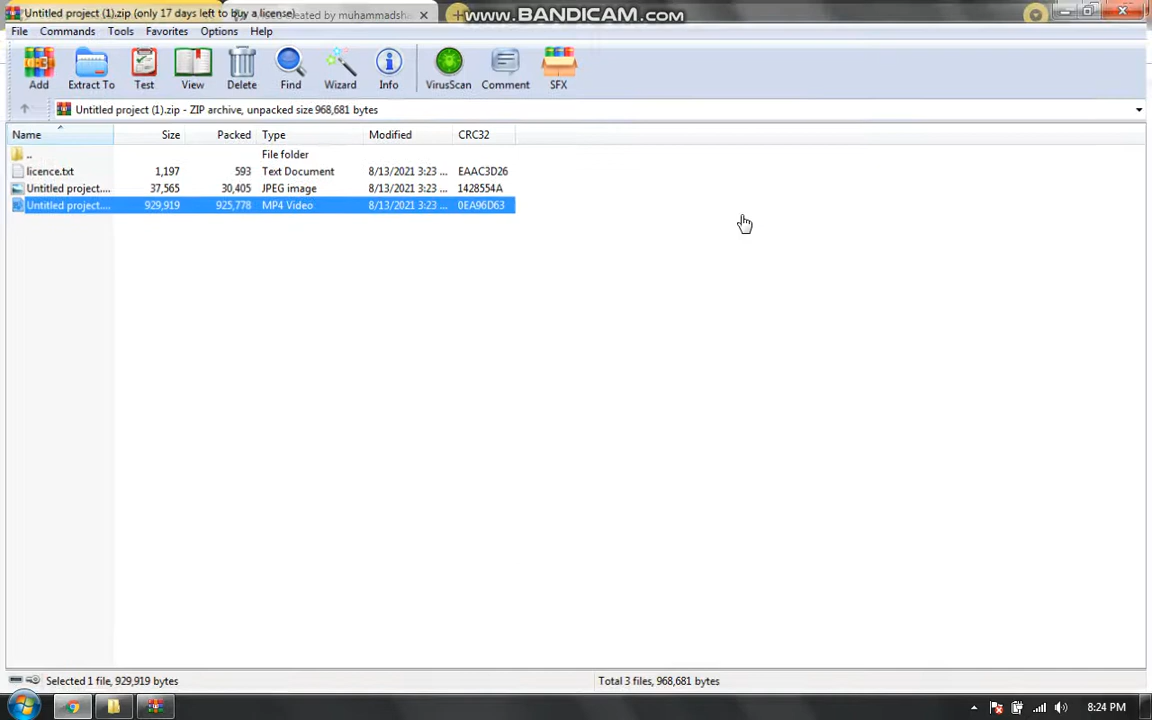 Untitled project (1).zip (only 17 days left to buy a license)
created by muhammadsha
www.BANDICAM.com
File Commands Tools Favorites Options Help
Add Extract To Test View Delete Find Wizard Info VirusScan Comment SFX
Untitled project (1).zip - ZIP archive, unpacked size 968,681 bytes
Name Size Packed Type Modified CRC32
.. File folder
licence.txt 1,197 593 Text Document 8/13/2021 3:23 ... EAAC3D26
Untitled project.... 37,565 30,405 JPEG image 8/13/2021 3:23 ... 1428554A
Untitled project.... 929,919 925,778 MP4 Video 8/13/2021 3:23 ... 0EA96D63
Selected 1 file, 929,919 bytes Total 3 files, 968,681 bytes
8:24 PM